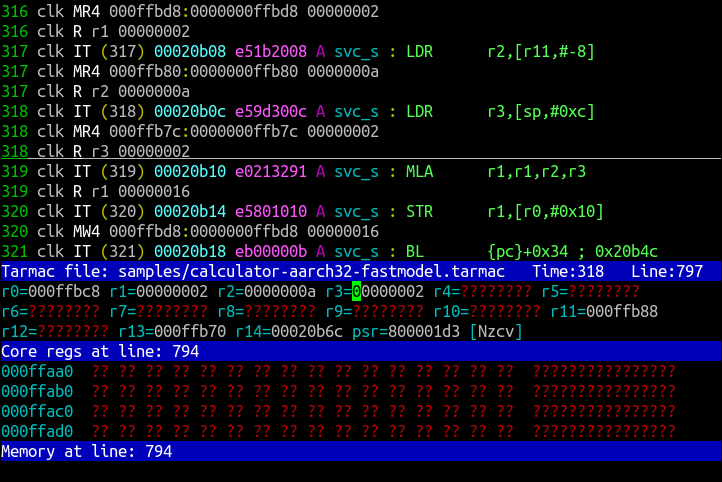 316 clk MR4 000ffbd8:0000000ffbd8 00000002
316 clk R r1 00000002
317 clk IT (317) 00020b08 e51b2008 A svc_s : LDR      r2,[r11,#-8]
317 clk MR4 000ffb80:0000000ffb80 0000000a
317 clk R r2 0000000a
318 clk IT (318) 00020b0c e59d300c A svc_s : LDR      r3,[sp,#0xc]
318 clk MR4 000ffb7c:0000000ffb7c 00000002
318 clk R r3 00000002
319 clk IT (319) 00020b10 e0213291 A svc_s : MLA      r1,r1,r2,r3
319 clk R r1 00000016
320 clk IT (320) 00020b14 e5801010 A svc_s : STR      r1,[r0,#0x10]
320 clk MW4 000ffbd8:0000000ffbd8 00000016
321 clk IT (321) 00020b18 eb00000b A svc_s : BL       {pc}+0x34 ; 0x20b4c
Tarmac file: samples/calculator-aarch32-fastmodel.tarmac   Time:318   Line:797
r0=000ffbc8 r1=00000002 r2=0000000a r3=00000002 r4=???????? r5=????????
r6=???????? r7=???????? r8=???????? r9=???????? r10=???????? r11=000ffb88
r12=???????? r13=000ffb70 r14=00020b6c psr=800001d3 [Nzcv]
Core regs at line: 794
000ffaa0  ?? ?? ?? ?? ?? ?? ?? ?? ?? ?? ?? ?? ?? ?? ?? ??  ????????????????
000ffab0  ?? ?? ?? ?? ?? ?? ?? ?? ?? ?? ?? ?? ?? ?? ?? ??  ????????????????
000ffac0  ?? ?? ?? ?? ?? ?? ?? ?? ?? ?? ?? ?? ?? ?? ?? ??  ????????????????
000ffad0  ?? ?? ?? ?? ?? ?? ?? ?? ?? ?? ?? ?? ?? ?? ?? ??  ????????????????
Memory at line: 794